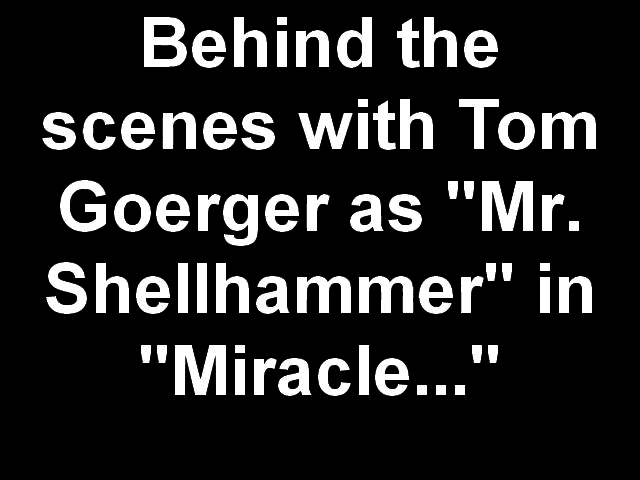 Behind the
scenes with Tom
Goerger as "Mr.
Shellhammer" in
"Miracle..."